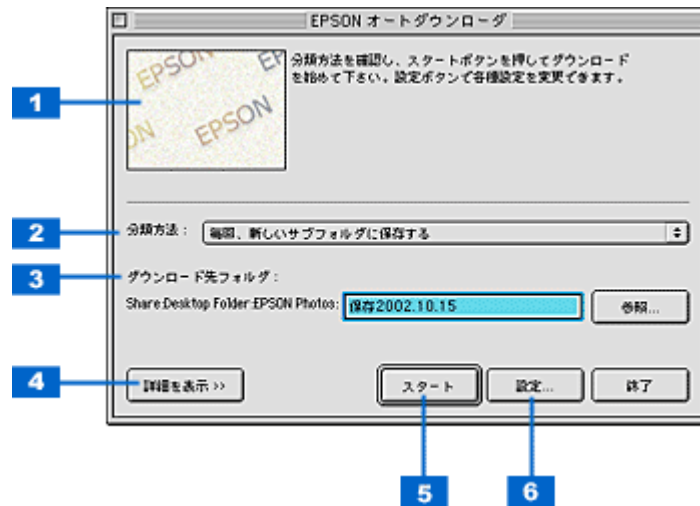 EPSON オートダウンローダ
EPSON
EPSON
EPSON
分類方法を確認し、スタートボタンを押してダウンロード
を始めて下さい。設定ボタンで各種設定を変更できます。
1
2
分類方法：
毎回、新しいサブフォルダに保存する
3
ダウンロード先フォルダ：
Share:Desktop Folder:EPSON Photos:
保存2002.10.15
参照...
4
詳細を表示 >>
スタート
設定...
終了
5
6